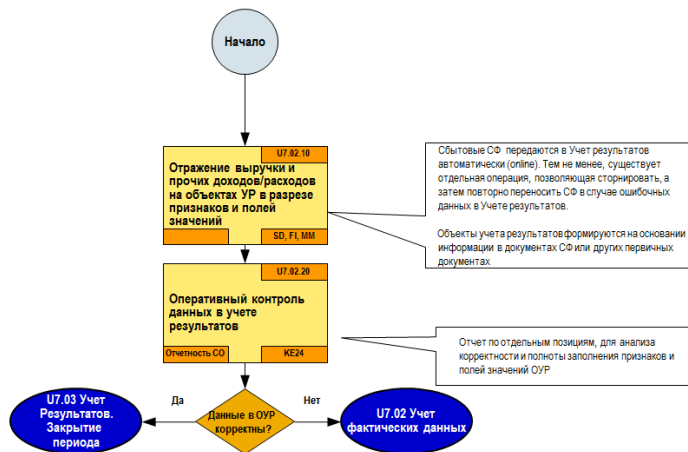 Начало
U7.02.10
Отражение выручки и
прочих доходов/расходов
на объектах УР в разрезе
признаков и полей
значений
SD, FI, MM
Сбытовые СФ передаются в Учет результатов
автоматически (online). Тем не менее, существует
отдельная операция, позволяющая сторнировать, а
затем повторно переносить СФ в случае ошибочных
данных в Учете результатов.
Объекты учета результатов формируются на основании
информации в документах СФ или других первичных
документах
U7.02.20
Оперативный контроль
данных в учете
результатов
Отчетность СО
KE24
Отчет по отдельным позициям, для анализа
корректности и полноты заполнения признаков и
полей значений ОУР
Да
Данные в ОУР
корректны?
Нет
U7.03 Учет
Результатов.
Закрытие
периода
U7.02 Учет
фактических данных